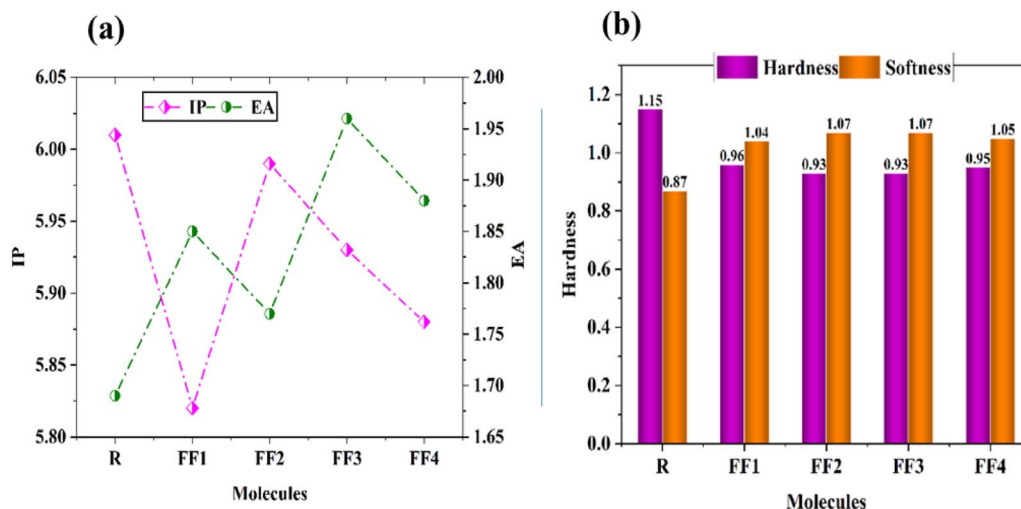 (a)
IP EA
6.05
6.00
5.95
5.90
5.85
5.80
IP
2.00
1.95
1.90
1.85
1.80
1.75
1.70
1.65
EA
R FF1 FF2 FF3 FF4
Molecules
(b)
Hardness Softness
1.2
1.0
0.8
0.6
0.4
0.2
0.0
Hardness
1.15 0.87 0.96 1.04 0.93 1.07 0.93 1.07 0.95 1.05
R FF1 FF2 FF3 FF4
Molecules